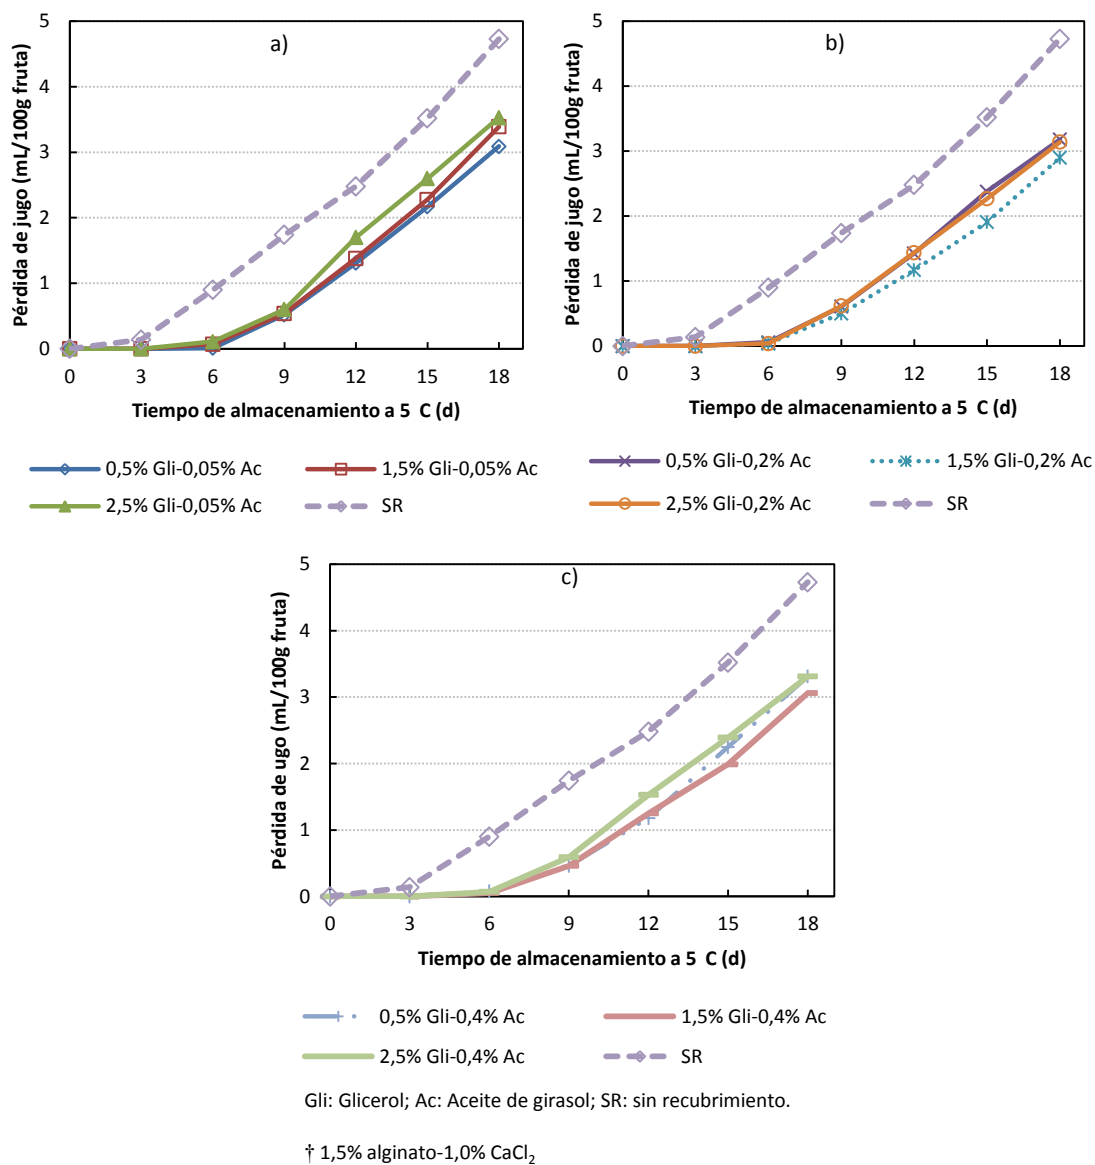 a)
Pérdida de jugo (mL/100g fruta)
5
4
3
2
1
0
0 3 6 9 12 15 18
Tiempo de almacenamiento a 5 C (d)
0,5% Gli-0,05% Ac 1,5% Gli-0,05% Ac
2,5% Gli-0,05% Ac SR
b)
Pérdida de jugo (mL/100g fruta)
5
4
3
2
1
0
0 3 6 9 12 15 18
Tiempo de almacenamiento a 5 C (d)
0,5% Gli-0,2% Ac 1,5% Gli-0,2% Ac
2,5% Gli-0,2% Ac SR
c)
Pérdida de ugo (mL/100g fruta)
5
4
3
2
1
0
0 3 6 9 12 15 18
Tiempo de almacenamiento a 5 C (d)
0,5% Gli-0,4% Ac 1,5% Gli-0,4% Ac
2,5% Gli-0,4% Ac SR
Gli: Glicerol; Ac: Aceite de girasol; SR: sin recubrimiento.
† 1,5% alginato-1,0% CaCl₂